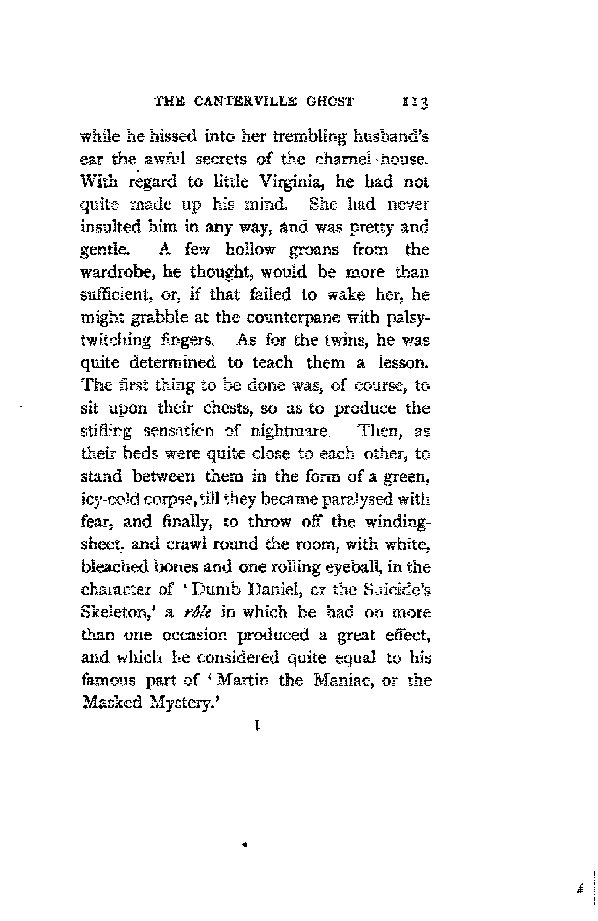 THE CANTERVILLE GHOST 113
while he hissed into her trembling husband's
ear the awful secrets of the charnel-house.
With regard to little Virginia, he had not
quite made up his mind. She had never
insulted him in any way, and was pretty and
gentle. A few hollow groans from the
wardrobe, he thought, would be more than
sufficient, or, if that failed to wake her, he
might grabble at the counterpane with palsy-
twitching fingers. As for the twins, he was
quite determined to teach them a lesson.
The first thing to be done was, of course, to
sit upon their chests, so as to produce the
stifling sensation of nightmare. Then, as
their beds were quite close to each other, to
stand between them in the form of a green,
icy-cold corpse, till they became paralysed with
fear, and finally, to throw off the winding-
sheet, and crawl round the room, with white,
bleached bones and one rolling eyeball, in the
character of 'Dumb Daniel, or the Suicide's
Skeleton,' a rôle in which he had on more
than one occasion produced a great effect,
and which he considered quite equal to his
famous part of 'Martin the Maniac, or the
Masked Mystery.'
I